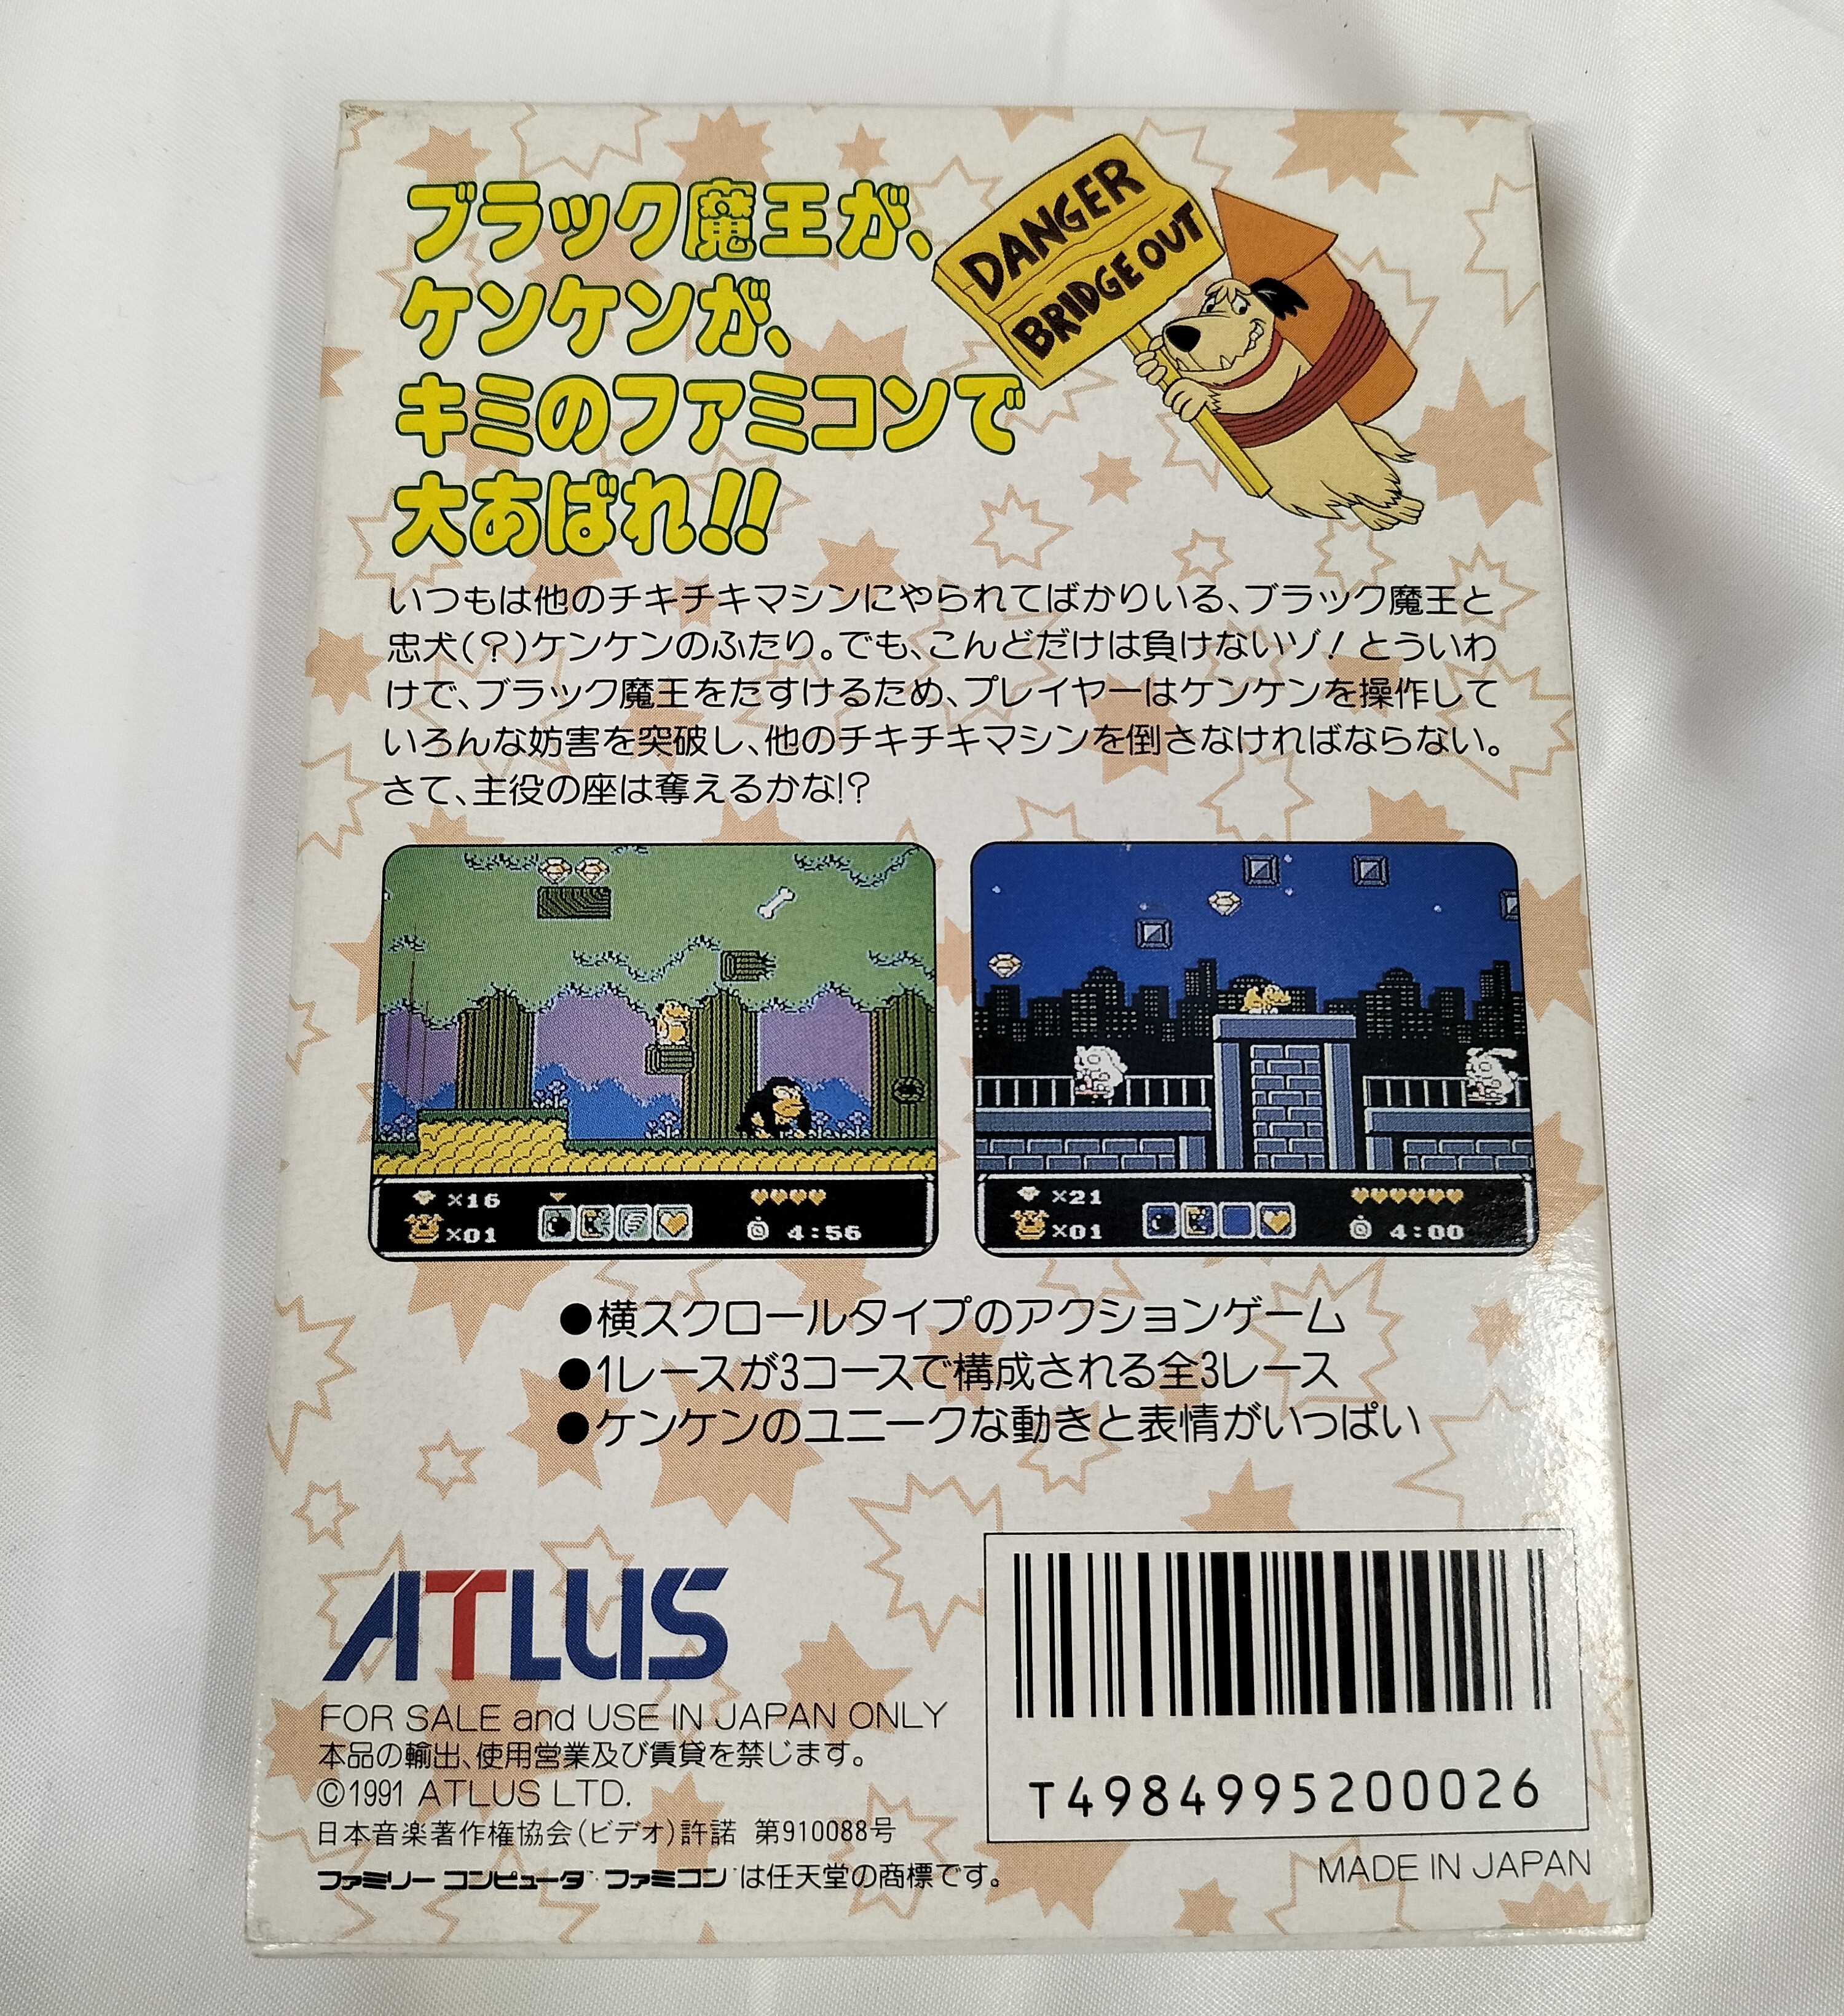 ブラック魔王が、
ケンケンが、
キミのファミコンで
大あばれ!!
DANGER
BRIDGE OUT
いつもは他のチキチキマシンにやられてばかりいる、ブラック魔王と
忠犬(?)ケンケンのふたり。でも、こんどだけは負けないゾ!とういわ
けで、ブラック魔王をたすけるため、プレイヤーはケンケンを操作して
いろんな妨害を突破し、他のチキチキマシンを倒さなければならない。
さて、主役の座は奪えるかな!?
×16
×01
4:56
×21
×01
4:00
●横スクロールタイプのアクションゲーム
●1レースが3コースで構成される全3レース
●ケンケンのユニークな動きと表情がいっぱい
ATLUS
FOR SALE and USE IN JAPAN ONLY
本品の輸出、使用営業及び賃貸を禁じます。
©1991 ATLUS LTD.
日本音楽著作権協会(ビデオ)許諾 第910088号
ファミリーコンピュータ・ファミコンは任天堂の商標です。
T4984995200026
MADE IN JAPAN